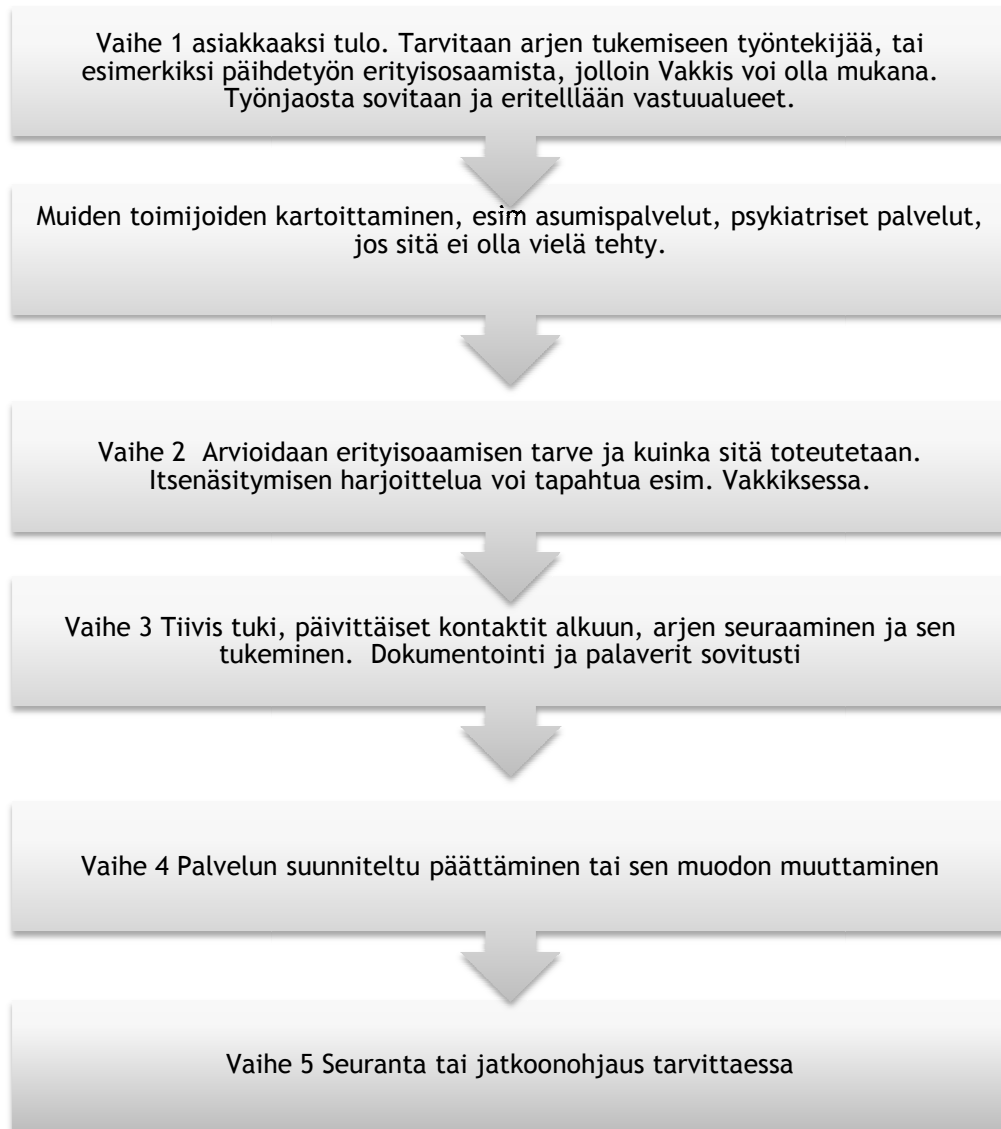 Vaihe 1 asiakkaaksi tulo. Tarvitaan arjen tukemiseen työntekijää, tai
esimerkiksi päihdetyön erityisosaamista, jolloin Vakkis voi olla mukana.
Työnjaosta sovitaan ja eritelllään vastuualueet.
Muiden toimijoiden kartoittaminen, esim asumispalvelut, psykiatriset palvelut,
jos sitä ei olla vielä tehty.
Vaihe 2 Arvioidaan erityisoaamisen tarve ja kuinka sitä toteutetaan.
Itsenäsitymisen harjoittelua voi tapahtua esim. Vakkiksessa.
Vaihe 3 Tiivis tuki, päivittäiset kontaktit alkuun, arjen seuraaminen ja sen
tukeminen. Dokumentointi ja palaverit sovitusti
Vaihe 4 Palvelun suunniteltu päättäminen tai sen muodon muuttaminen
Vaihe 5 Seuranta tai jatkoonohjaus tarvittaessa